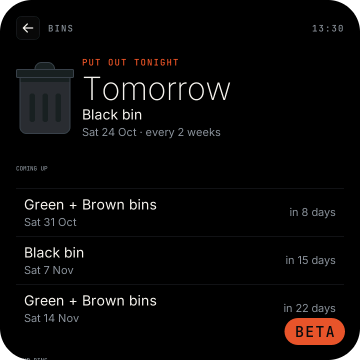 BINS
13:30
PUT OUT TONIGHT
Tomorrow
Black bin
Sat 24 Oct · every 2 weeks
COMING UP
Green + Brown bins
Sat 31 Oct
in 8 days
Black bin
Sat 7 Nov
in 15 days
Green + Brown bins
Sat 14 Nov
in 22 days
BETA
BINS